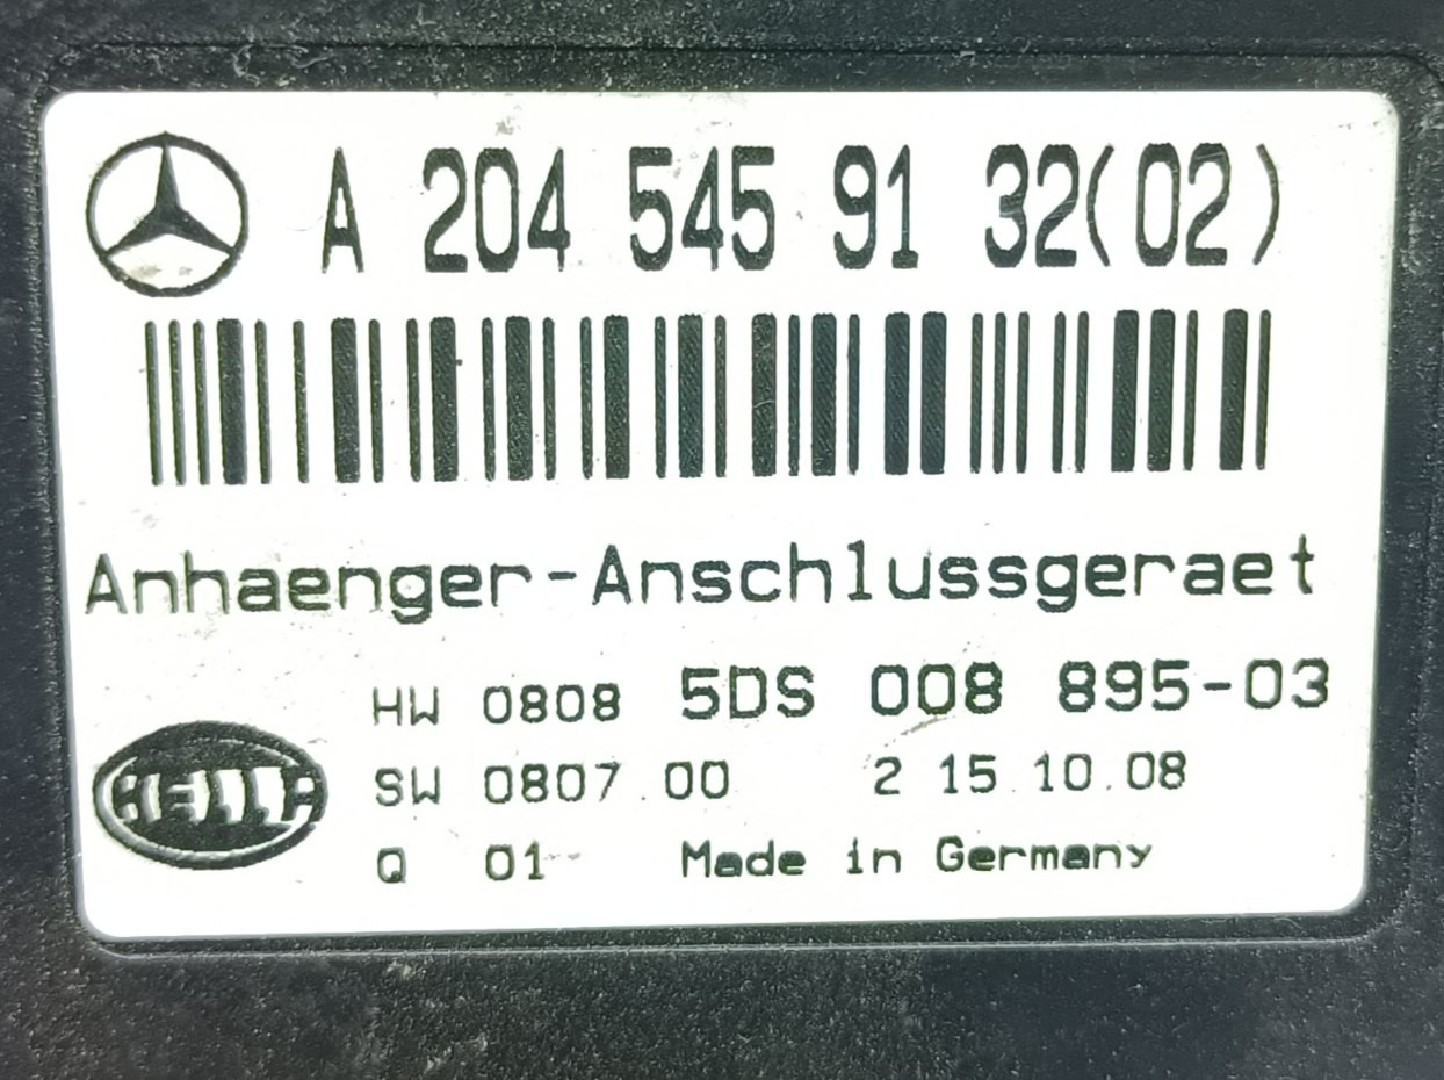 A 204 545 91 32(02)
Anhaenger-Anschlussgeraet
HW 0808 5DS 008 895-03
HELLA
SW 0807.00 2 15.10.08
Q 01 Made in Germany